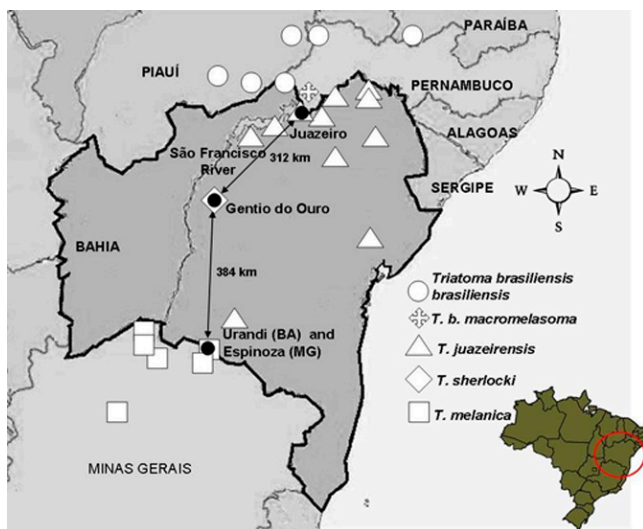 PARAÍBA
PIAUÍ
PERNAMBUCO
Juazeiro
ALAGOAS
São Francisco
River
312 km
SERGIPE
N
W
E
S
Gentio do Ouro
BAHIA
384 km
Triatoma brasiliensis
brasiliensis
T. b. macromelasoma
Urandi (BA) and
Espinoza (MG)
T. juazeirensis
T. sherlocki
T. melanica
MINAS GERAIS